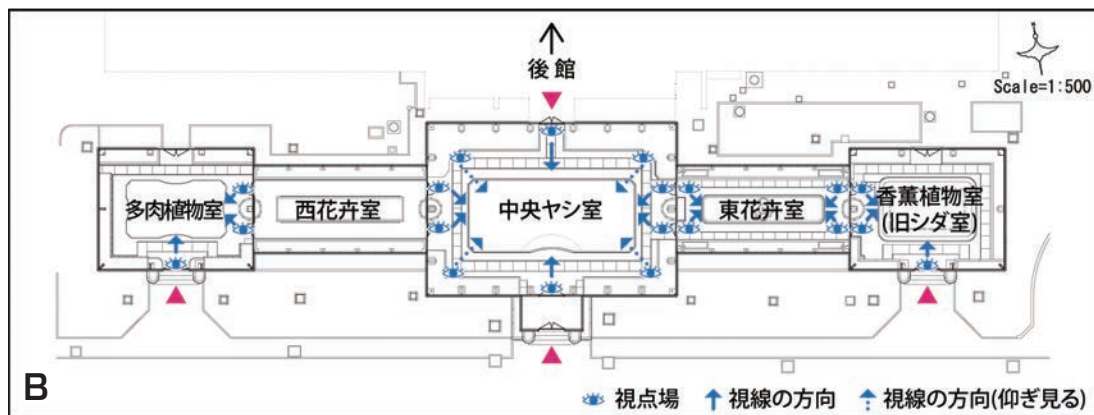 後館
Scale=1:500
多肉植物室
西花卉室
中央ヤシ室
東花卉室
香薫植物室
(旧シダ室)
B
視点場
視線の方向
視線の方向(仰ぎ見る)